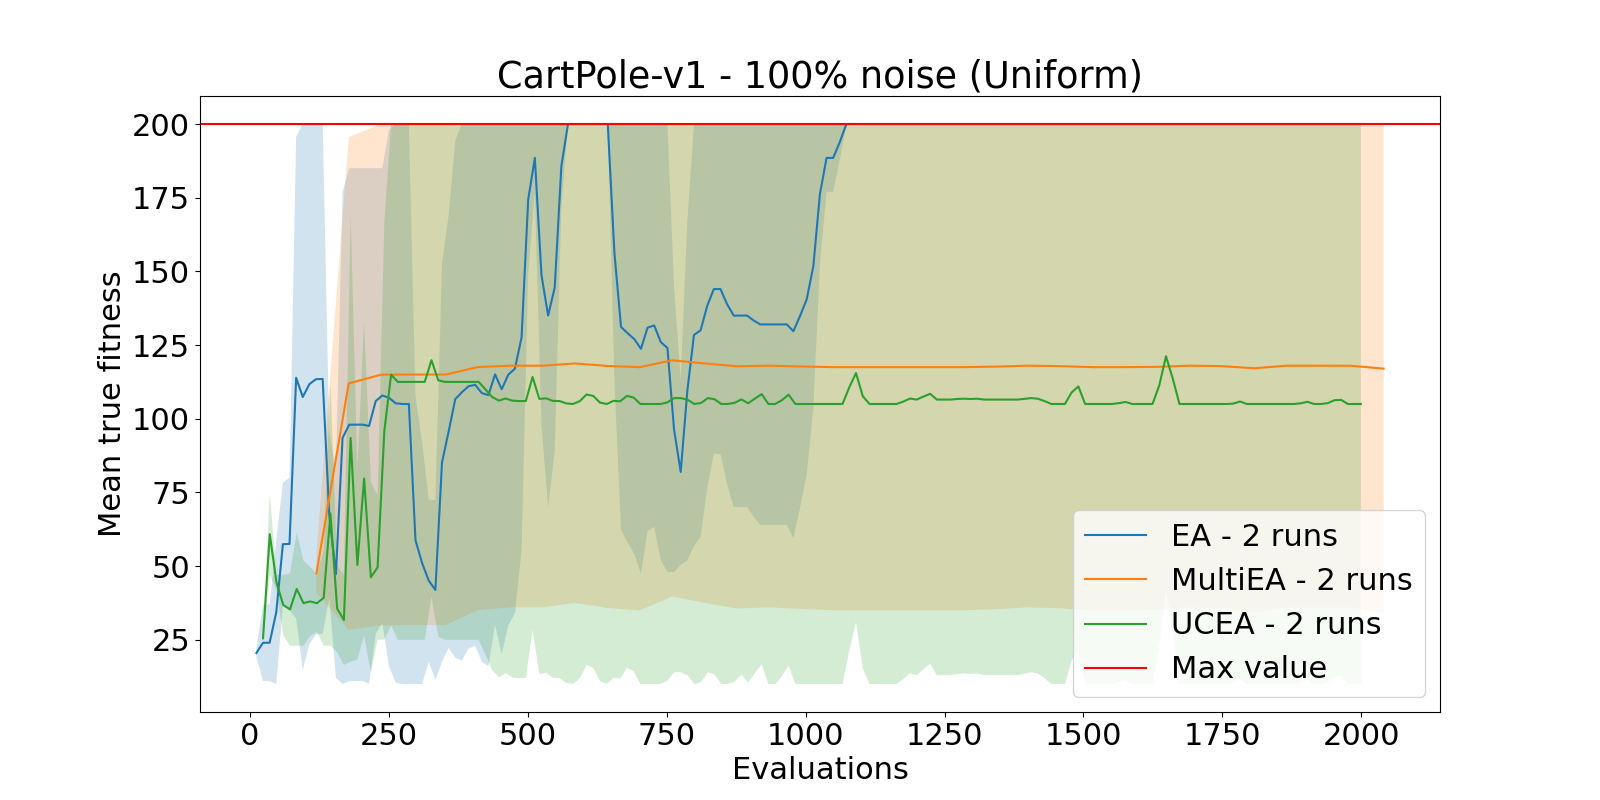 CartPole-v1 - 100% noise (Uniform)
Mean true fitness
200
175
150
125
100
75
50
25
0
250
500
750
1000
1250
1500
1750
2000
Evaluations
EA - 2 runs
MultiEA - 2 runs
UCEA - 2 runs
Max value